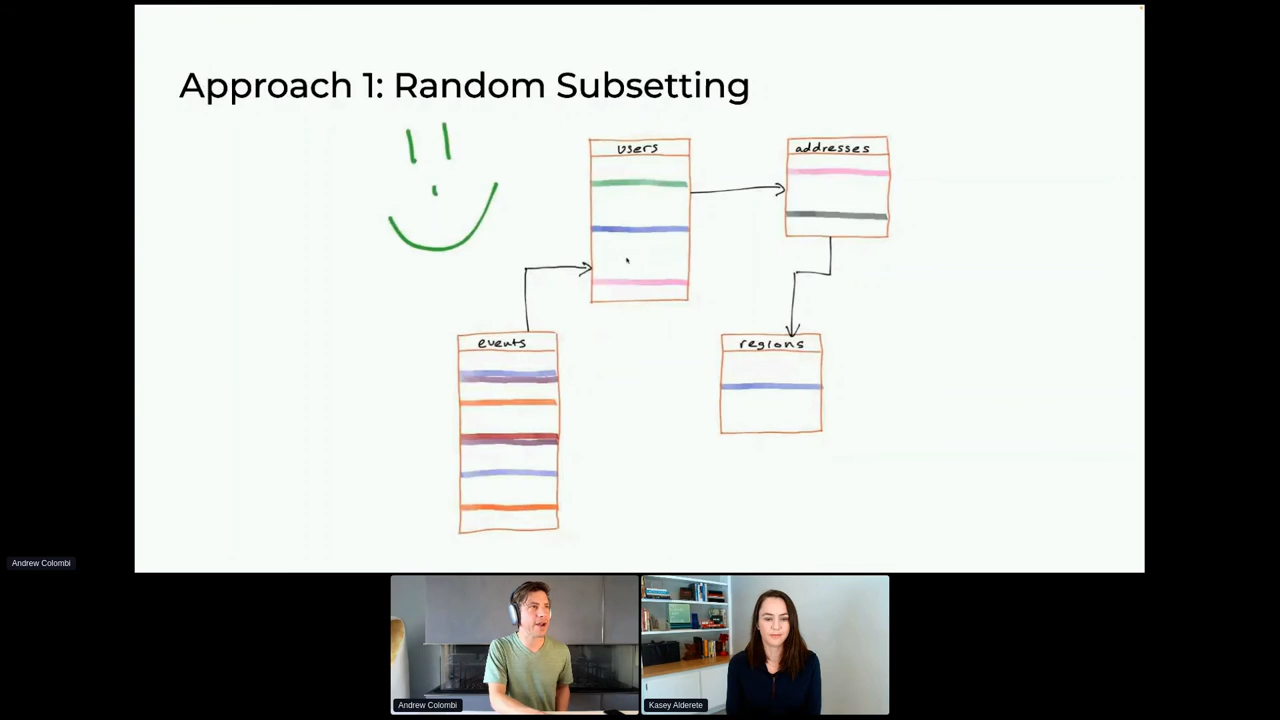 Approach 1: Random Subsetting
users
addresses
events
regions
Andrew Colombi
Andrew Colombi
Kasey Alderete